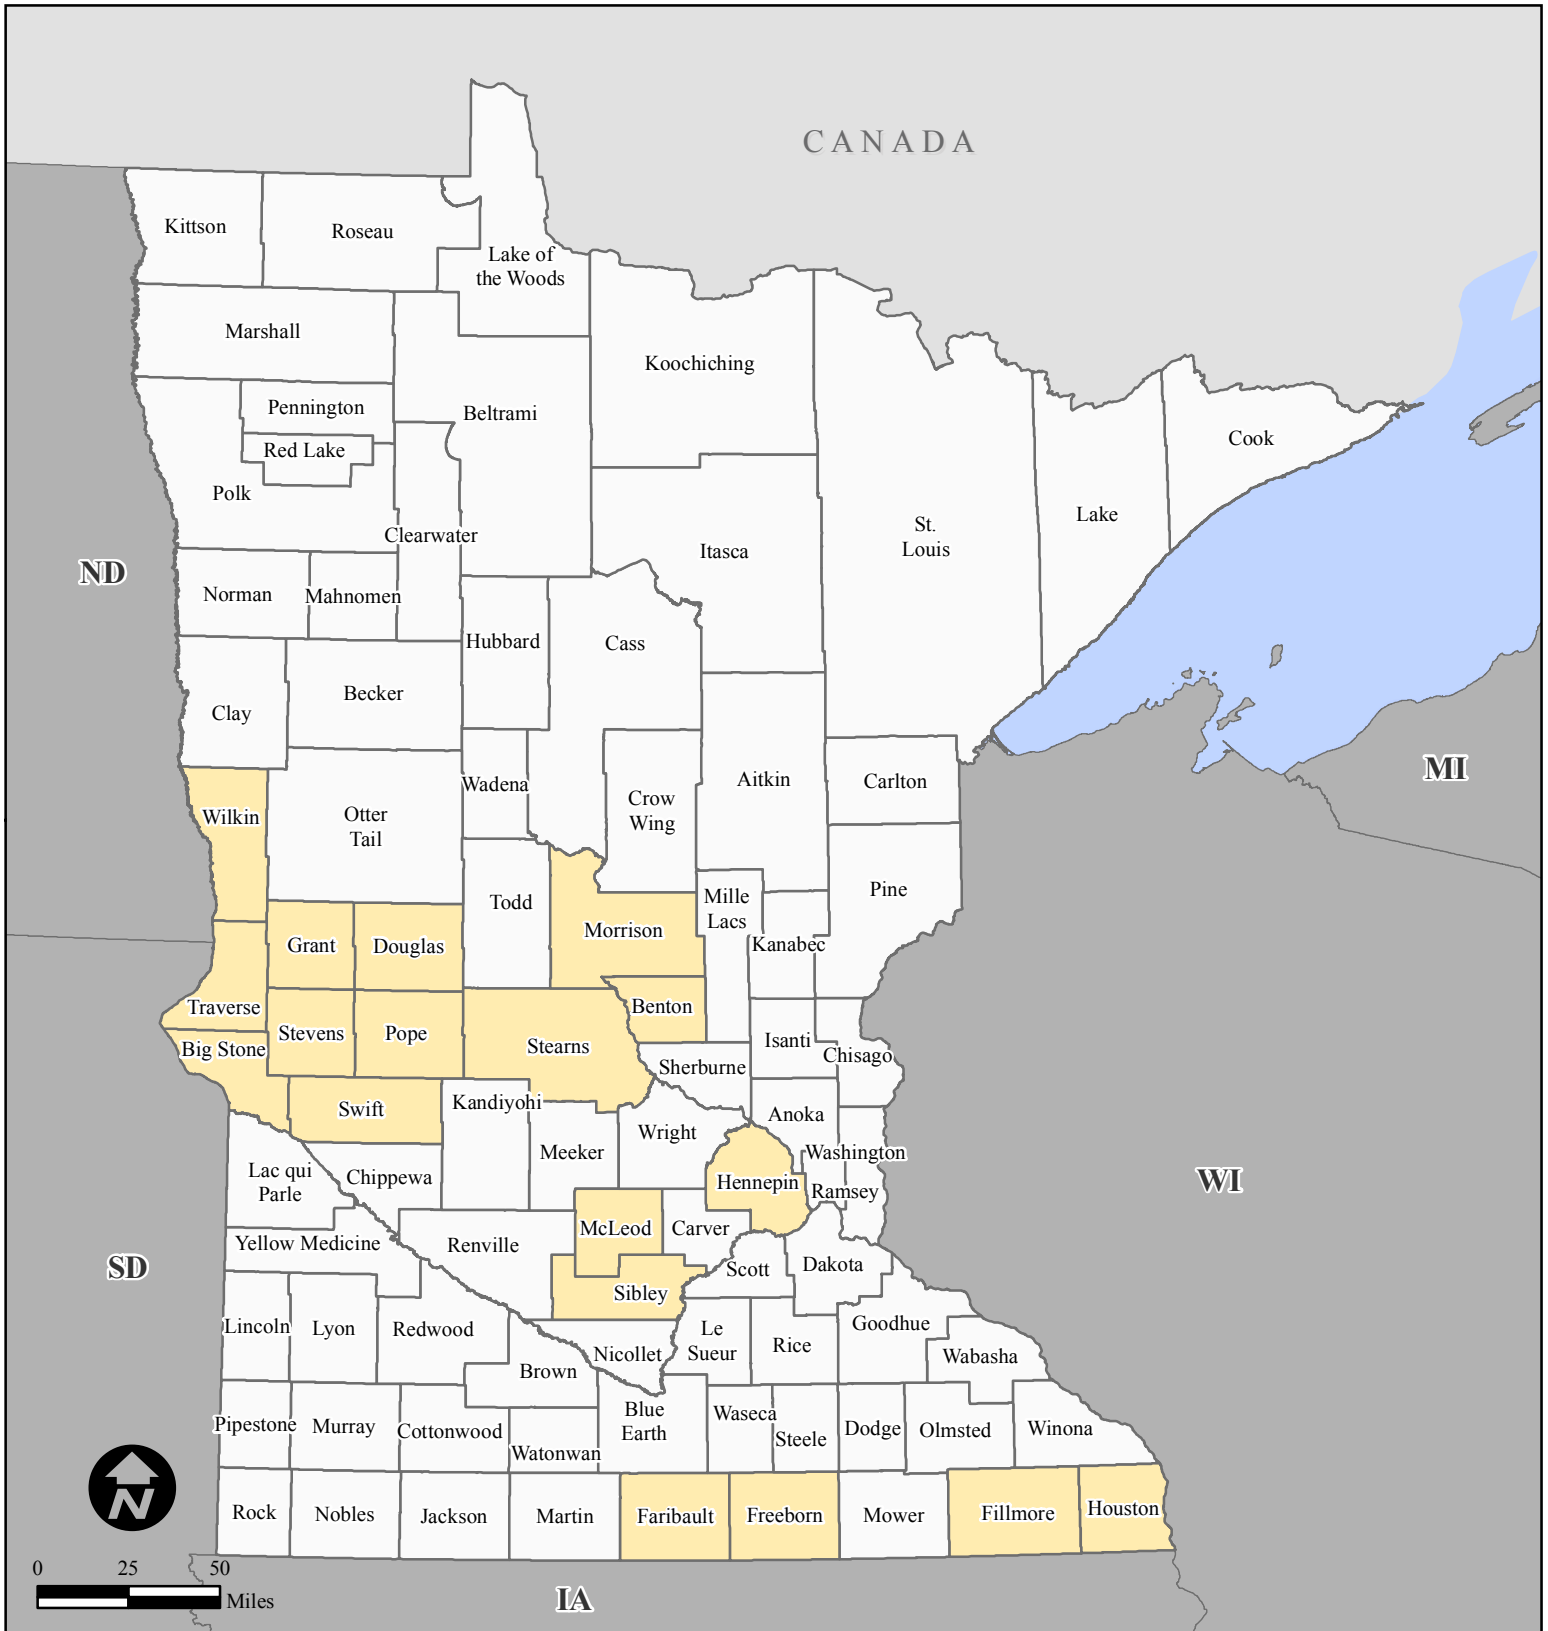 CANADA
Kittson
Roseau
Lake of
the Woods
Marshall
Koochiching
Pennington
Beltrami
Red Lake
Cook
Polk
Clearwater
St.
Louis
Lake
Itasca
ND
Norman
Mahnomen
Hubbard
Cass
Becker
Clay
MI
Wadena
Aitkin
Carlton
Wilkin
Otter
Tail
Crow
Wing
Pine
Todd
Mille
Lacs
Morrison
Grant
Douglas
Kanabec
Traverse
Benton
Stevens
Pope
Stearns
Isanti
Big Stone
Chisago
Sherburne
Swift
Kandiyohi
Anoka
Wright
Meeker
Washington
Lac qui
Parle
Chippewa
Hennepin
Ramsey
WI
McLeod
Carver
Yellow Medicine
Renville
SD
Scott
Dakota
Sibley
Lincoln
Lyon
Redwood
Le
Sueur
Rice
Goodhue
Nicollet
Wabasha
Brown
Pipestone
Murray
Cottonwood
Watonwan
Blue
Earth
Waseca
Steele
Dodge
Olmsted
Winona
N
Rock
Nobles
Jackson
Martin
Faribault
Freeborn
Mower
Fillmore
Houston
0 25 50
Miles
IA